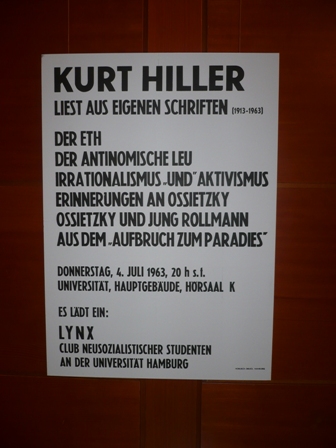 KURT HILLER
LIEST AUS EIGENEN SCHRIFTEN (1913-1963)
DER ETH
DER ANTINOMISCHE LEU
IRRATIONALISMUS „UND“ AKTIVISMUS
ERINNERUNGEN AN OSSIETZKY
OSSIETZKY UND JUNG ROLLMANN
AUS DEM „AUFBRUCH ZUM PARADIES“
DONNERSTAG, 4. JULI 1963, 20 h s.t.
UNIVERSITÄT, HAUPTGEBÄUDE, HÖRSAAL K
ES LÄDT EIN:
LYNX
CLUB NEUSOZIALISTISCHER STUDENTEN
AN DER UNIVERSITÄT HAMBURG